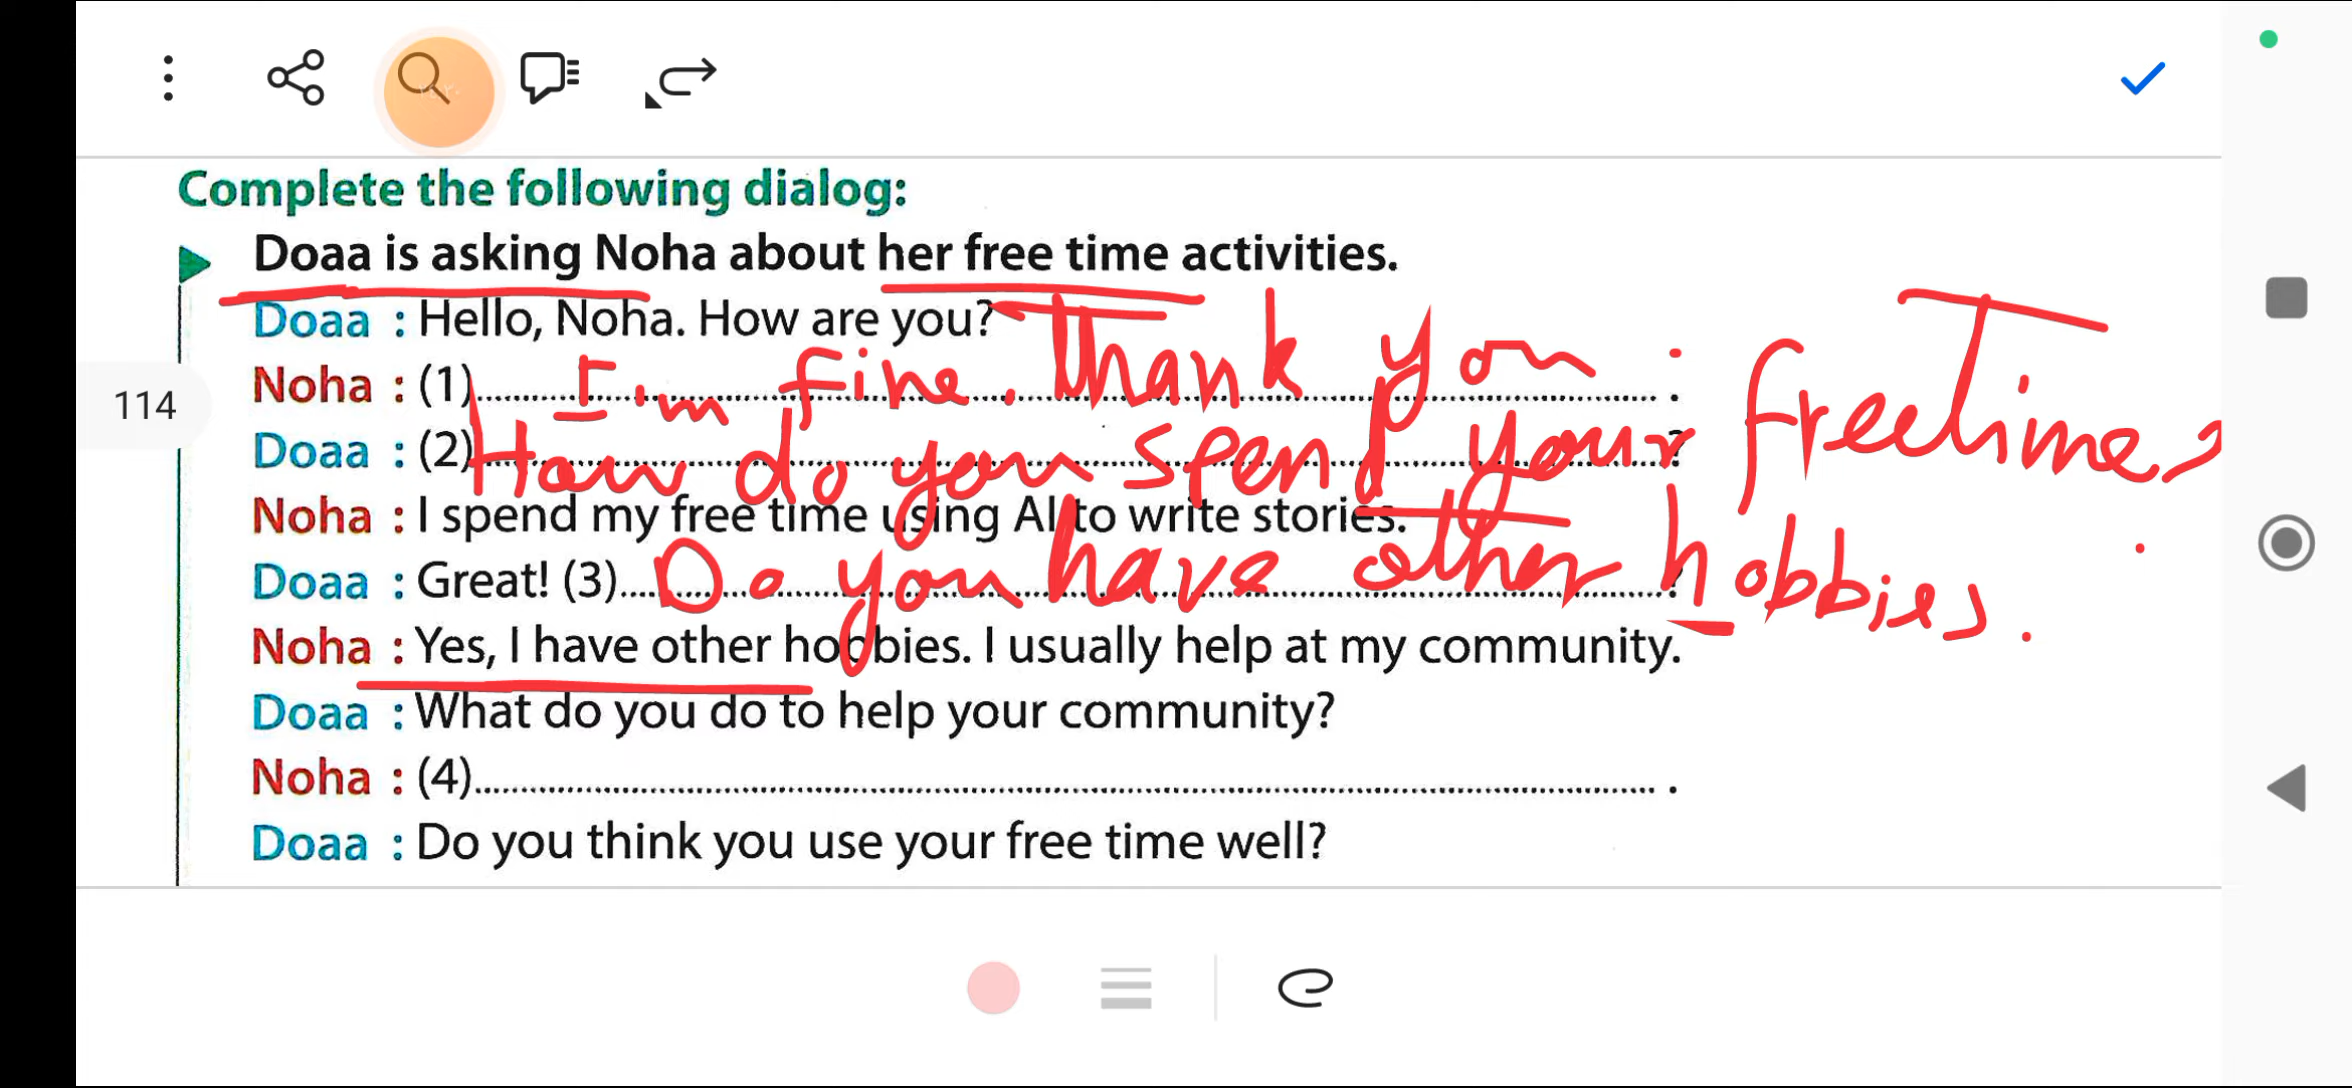 Complete the following dialog:
Doaa is asking Noha about her free time activities.
Doaa : Hello, Noha. How are you?
Noha : (1) I'm fine. Thank you.
Doaa : (2) How do you spend your free time?
Noha : I spend my free time using AI to write stories.
Doaa : Great! (3) Do you have other hobbies.?
Noha : Yes, I have other hobbies. I usually help at my community.
Doaa : What do you do to help your community?
114
Noha : (4) .
Doaa : Do you think you use your free time well?